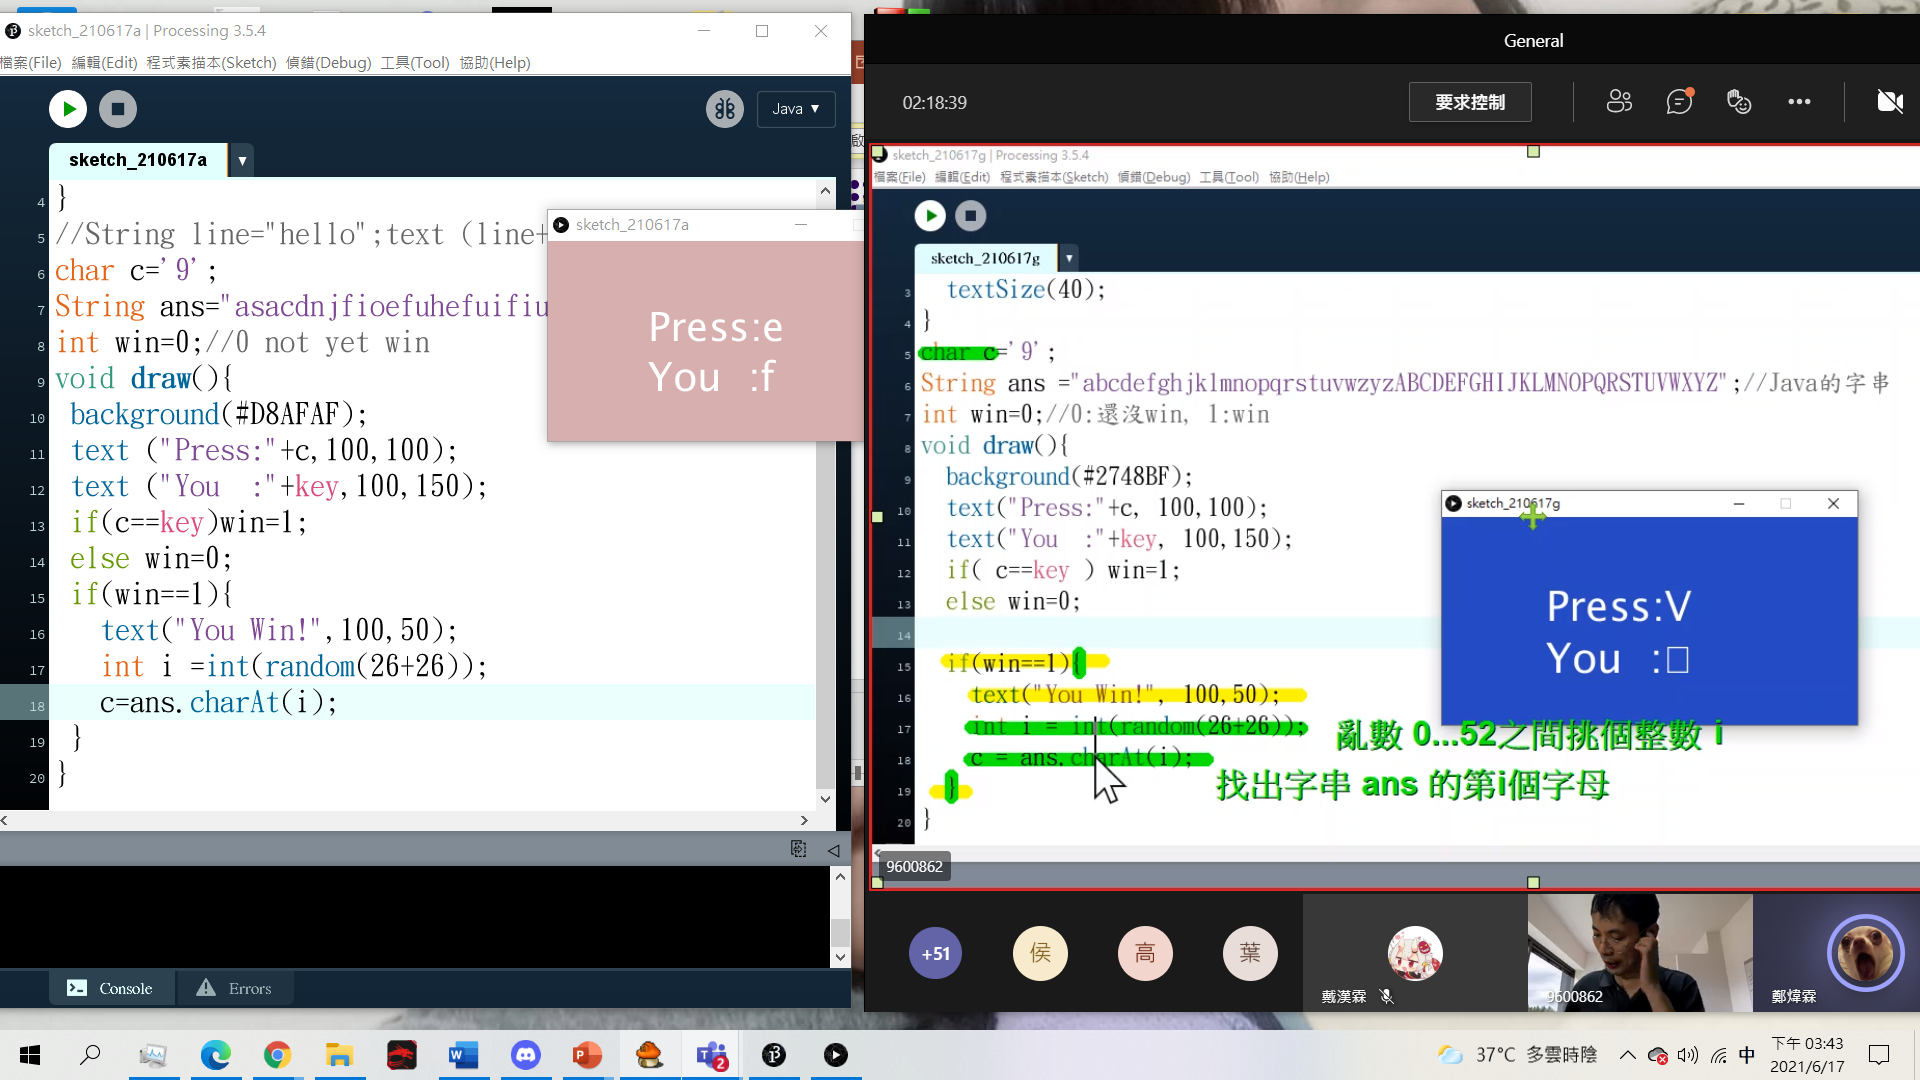 sketch_210617a | Processing 3.5.4
檔案(File) 編輯(Edit) 程式素描本(Sketch) 偵錯(Debug) 工具(Tool) 協助(Help)
Java ▼
sketch_210617a ▼
4 }
5 //String line="hello";text (line+
6 char c='9';
7 String ans="asacdnjfioefuhefuifiu
8 int win=0;//0 not yet win
9 void draw(){
10 background(#D8AFAF);
11 text ("Press:"+c,100,100);
12 text ("You  :"+key,100,150);
13 if(c==key)win=1;
14 else win=0;
15 if(win==1){
16 text("You Win!",100,50);
17 int i =int(random(26+26));
18 c=ans.charAt(i);
19 }
20 }
Console
Errors
sketch_210617a
Press:e
You  :f
General
02:18:39
要求控制
sketch_210617g | Processing 3.5.4
檔案(File) 編輯(Edit) 程式素描本(Sketch) 偵錯(Debug) 工具(Tool) 協助(Help)
sketch_210617g ▼
3 textSize(40);
4 }
5 char c='9';
6 String ans ="abcdefghjklmnopqrstuvwzyzABCDEFGHIJKLMNOPQRSTUVWXYZ";//Java的字串
7 int win=0;//0:還沒win, 1:win
8 void draw(){
9 background(#2748BF);
10 text("Press:"+c, 100,100);
11 text("You  :"+key, 100,150);
12 if( c==key ) win=1;
13 else win=0;
14
15 if(win==1){
16 text("You Win!", 100,50);
17 int i = int(random(26+26));
18 c = ans.charAt(i);
19 }
20 }
亂數 0...52之間挑個整數 i
找出字串 ans 的第i個字母
sketch_210617g
Press:V
You  :□
9600862
+51
侯
高
葉
戴漢霖
9600862
鄭煒霖
2
37°C 多雲時陰
中
下午 03:43
2021/6/17